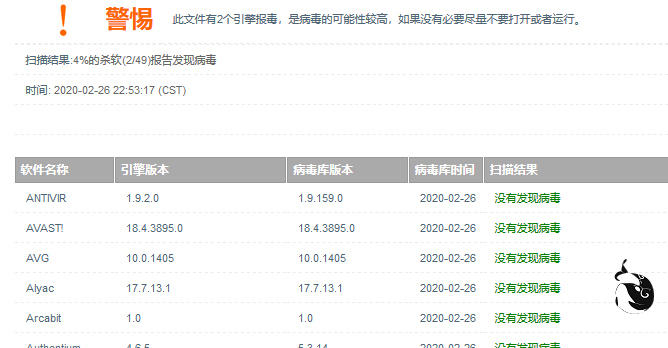 ! 警惕 此文件有2个引擎报毒，是病毒的可能性较高，如果没有必要尽量不要打开或者运行。
扫描结果:4%的杀软(2/49)报告发现病毒
时间: 2020-02-26 22:53:17 (CST)
软件名称 引擎版本 病毒库版本 病毒库时间 扫描结果
ANTIVIR 1.9.2.0 1.9.159.0 2020-02-26 没有发现病毒
AVAST! 18.4.3895.0 18.4.3895.0 2020-02-26 没有发现病毒
AVG 10.0.1405 10.0.1405 2020-02-26 没有发现病毒
Alyac 17.7.13.1 17.7.13.1 2020-02-26 没有发现病毒
Arcabit 1.0 1.0 2020-02-26 没有发现病毒
Authentium 4.6.5 5.3.14 2020-02-26 没有发现病毒